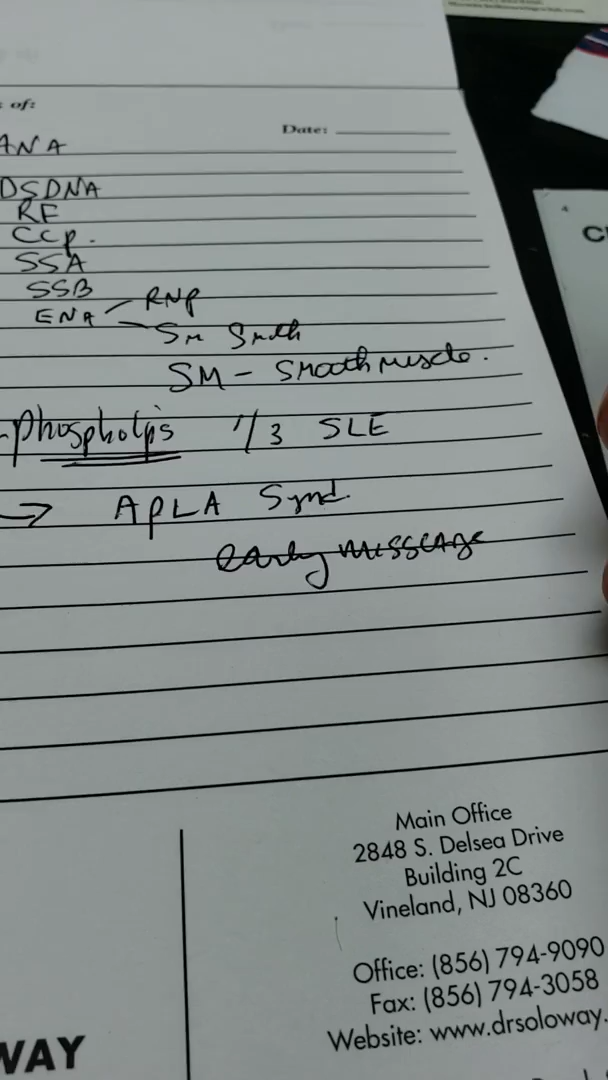 of:
Date:
ANA
DSDNA
RF
CCP.
SSA
SSB
ENA RNP
Sm Smith
SM - Smooth muscle.
-phospholips 1/3 SLE
→ APLA Synd.
early misscarge
Main Office
2848 S. Delsea Drive
Building 2C
Vineland, NJ 08360
Office: (856) 794-9090
Fax: (856) 794-3058
Website: www.drsoloway.
WAY